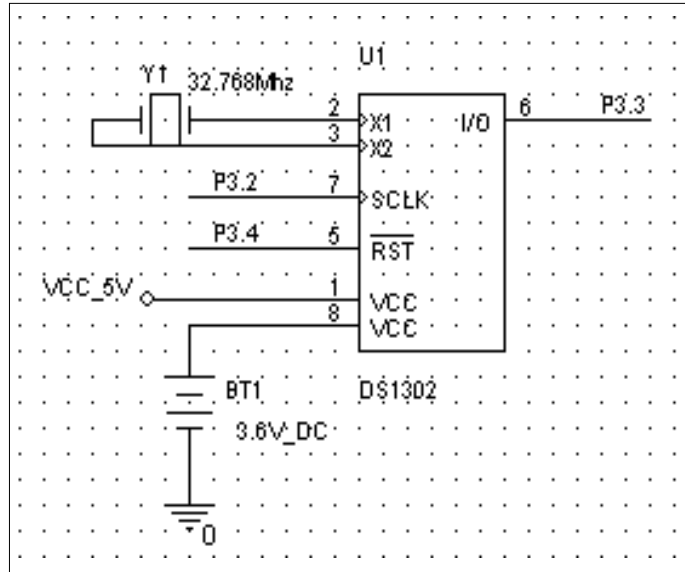 U1
Y1
32.768Mhz
2
X1
I/O
6
P3.3
3
X2
P3.2
7
SCLK
P3.4
5
RST
VCC_5V
1
VCC
8
VCC
BT1
DS1302
3.6V_DC
0